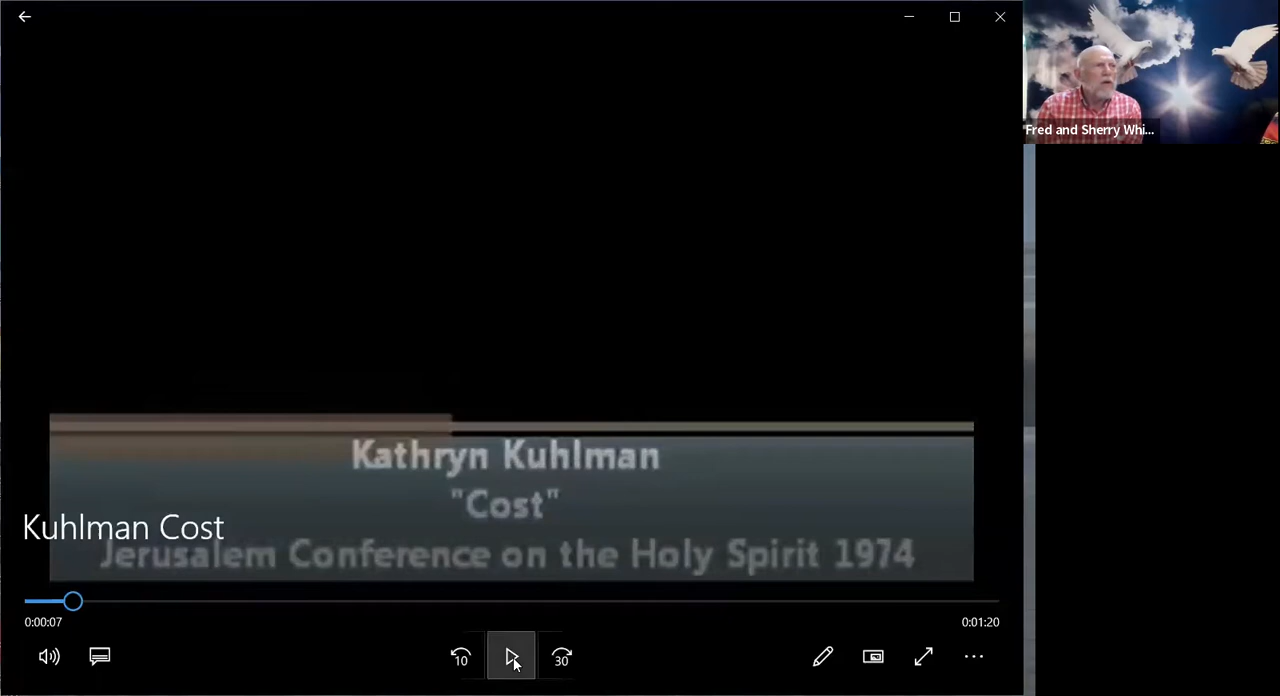 Fred and Sherry Whi...
Kathryn Kuhlman
"Cost"
Kuhlman Cost
Jerusalem Conference on the Holy Spirit 1974
0:00:07
0:01:20
10
30